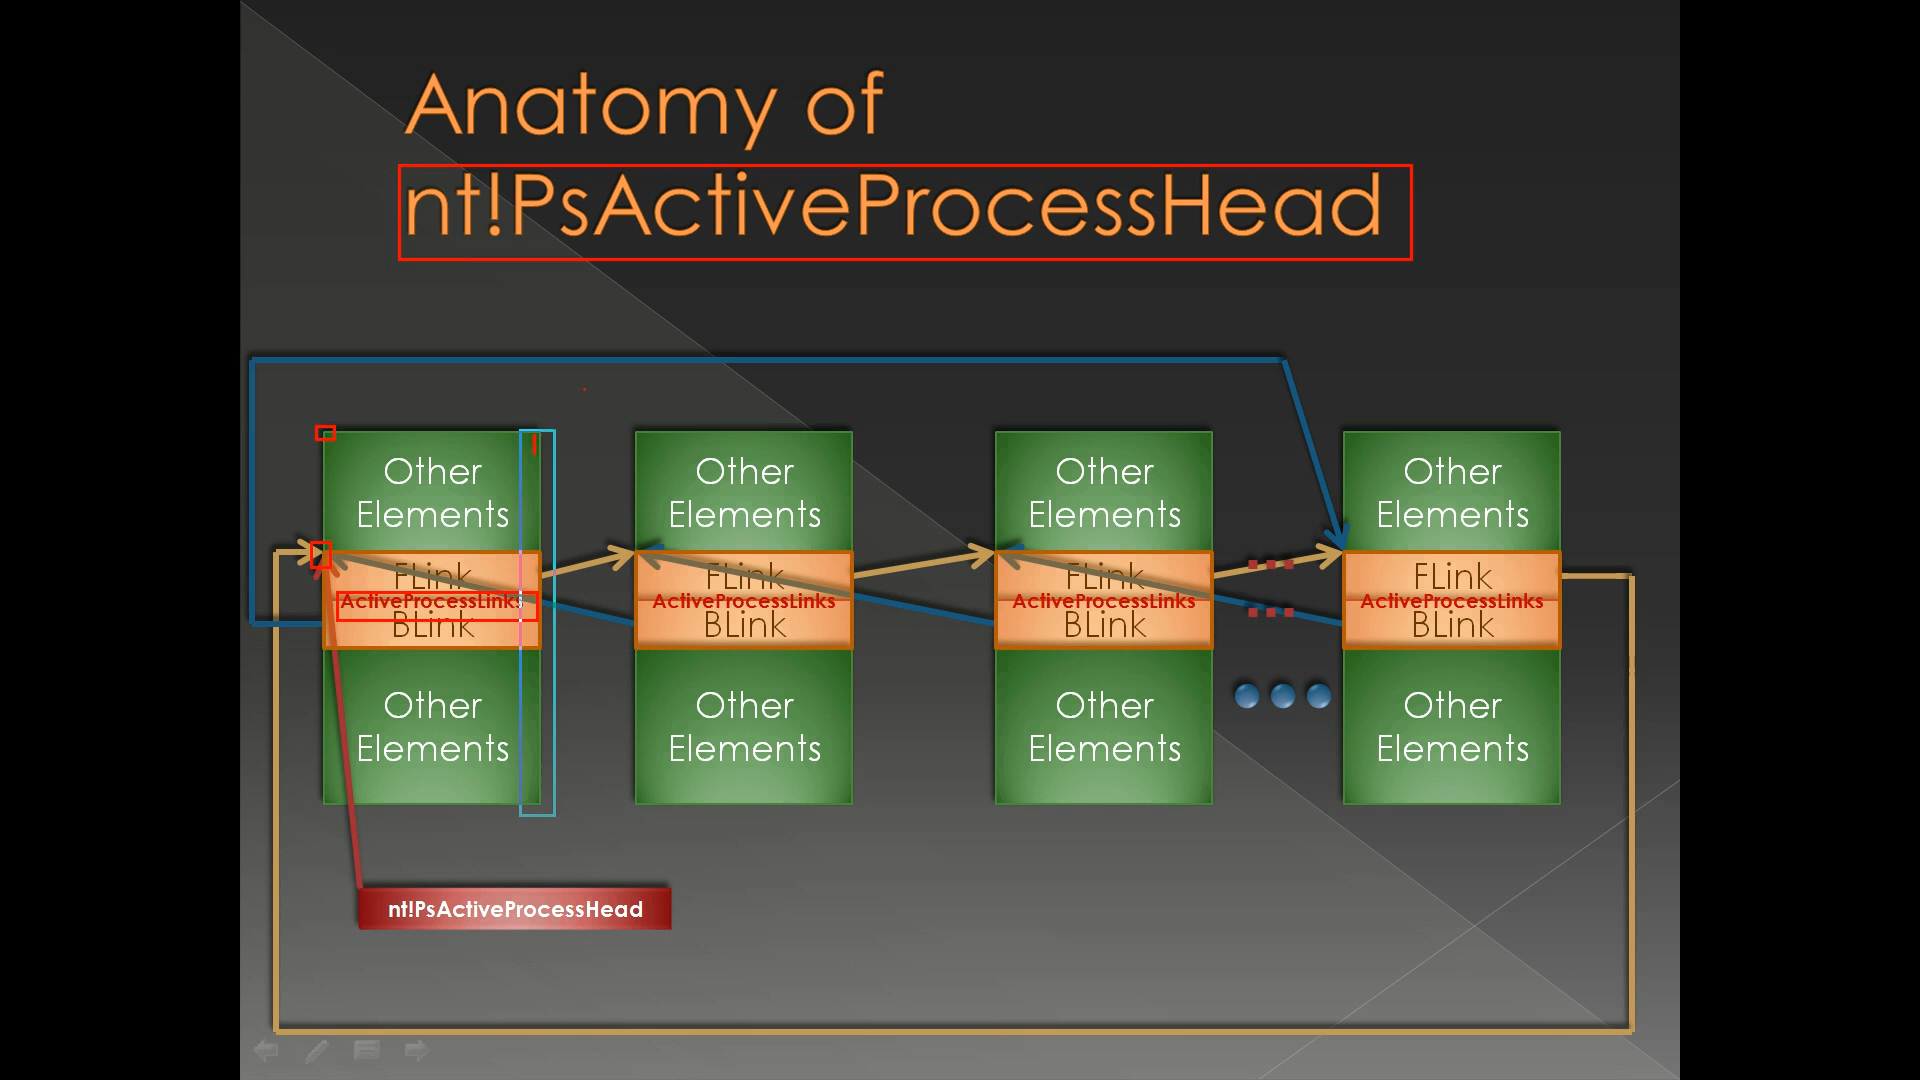 Anatomy of
nt!PsActiveProcessHead
Other
Elements
FLink
ActiveProcessLinks
BLink
Other
Elements
Other
Elements
FLink
ActiveProcessLinks
BLink
Other
Elements
Other
Elements
FLink
ActiveProcessLinks
BLink
Other
Elements
Other
Elements
FLink
ActiveProcessLinks
BLink
Other
Elements
nt!PsActiveProcessHead